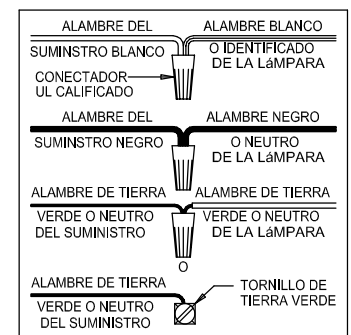 ALAMBRE DEL ALAMBRE BLANCO
SUMINSTRO BLANCO O IDENTIFICADO
DE LA LáMPARA
CONECTADOR
UL CALIFICADO
ALAMBRE DEL ALAMBRE NEGRO
SUMINSTRO NEGRO O NEUTRO
DE LA LáMPARA
ALAMBRE DE TIERRA ALAMBRE DE TIERRA
VERDE O NEUTRO VERDE O NEUTRO
DEL SUMINISTRO DE LA LáMPARA
O
ALAMBRE DE TIERRA TORNILLO DE
TIERRA VERDE
VERDE O NEUTRO
DEL SUMINISTRO